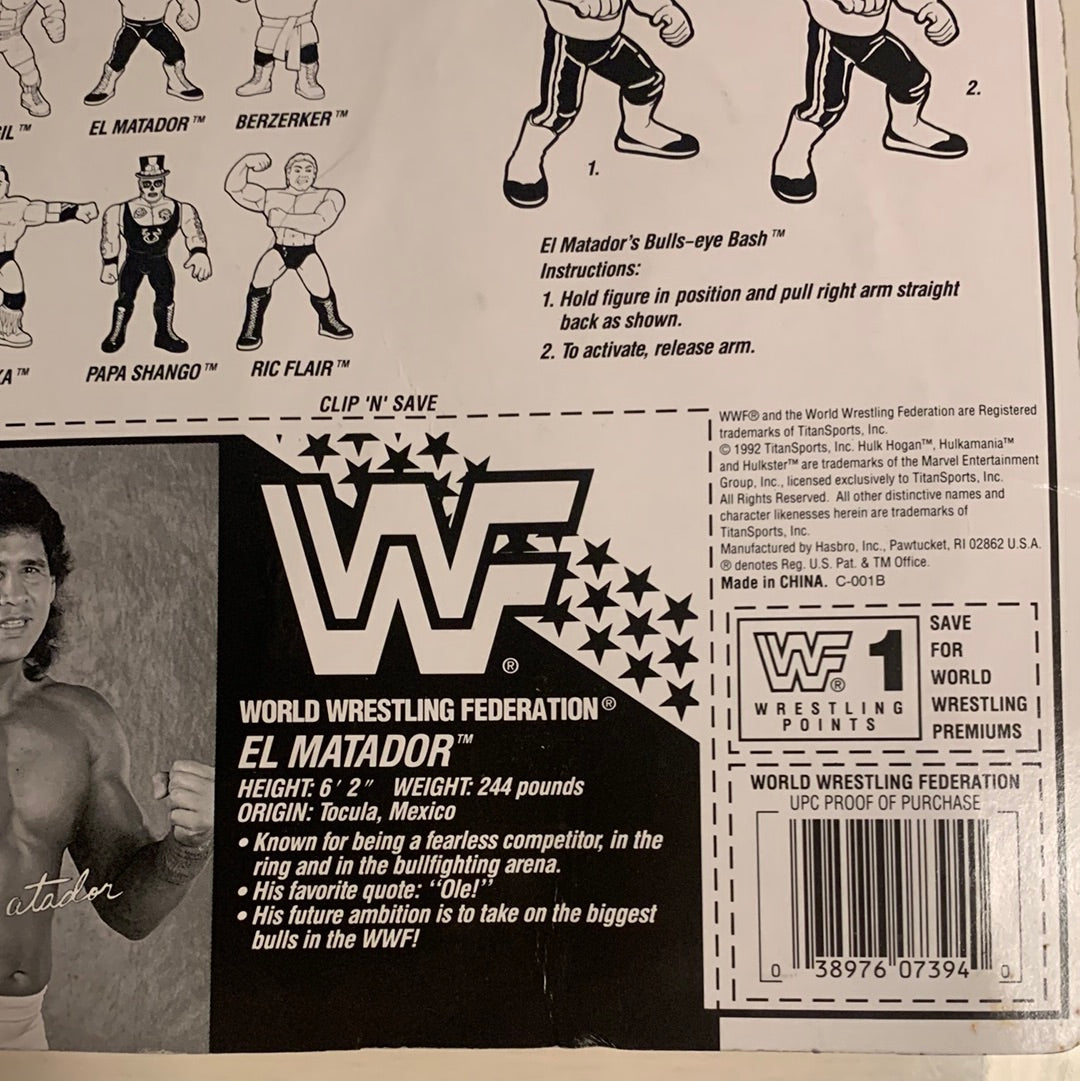 EL MATADOR™
BERZERKER™
PAPA SHANGO™
RIC FLAIR™
1.
2.
El Matador's Bulls-eye Bash™
Instructions:
1. Hold figure in position and pull right arm straight
back as shown.
2. To activate, release arm.
CLIP 'N' SAVE
WF
®
WORLD WRESTLING FEDERATION®
EL MATADOR™
HEIGHT: 6' 2" WEIGHT: 244 pounds
ORIGIN: Tocula, Mexico
• Known for being a fearless competitor, in the
ring and in the bullfighting arena.
• His favorite quote: "Ole!"
• His future ambition is to take on the biggest
bulls in the WWF!
atador
WWF® and the World Wrestling Federation are Registered
trademarks of TitanSports, Inc.
© 1992 TitanSports, Inc. Hulk Hogan™, Hulkamania™
and Hulkster™ are trademarks of the Marvel Entertainment
Group, Inc., licensed exclusively to TitanSports, Inc.
All Rights Reserved. All other distinctive names and
character likenesses herein are trademarks of
TitanSports, Inc.
Manufactured by Hasbro, Inc., Pawtucket, RI 02862 U.S.A.
® denotes Reg. U.S. Pat. & TM Office.
Made in CHINA. C-001B
WF® 1
WRESTLING
POINTS
SAVE
FOR
WORLD
WRESTLING
PREMIUMS
WORLD WRESTLING FEDERATION
UPC PROOF OF PURCHASE
0 38976 07394 0